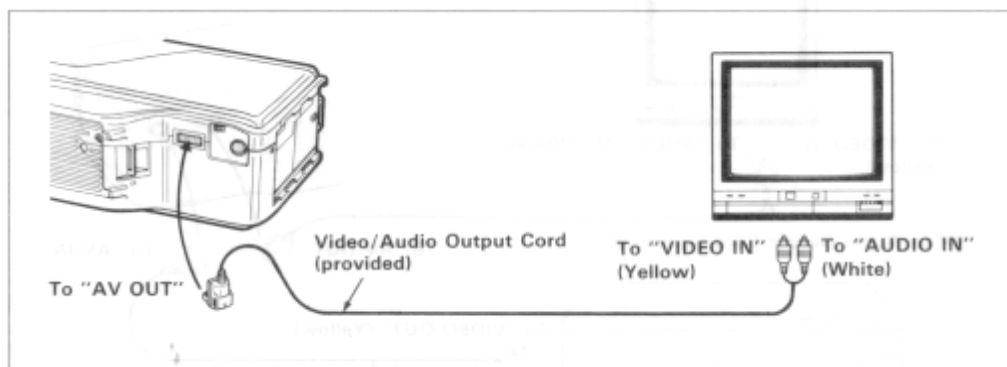 Video/Audio Output Cord
(provided)
To "AV OUT"
To "VIDEO IN"
(Yellow)
To "AUDIO IN"
(White)